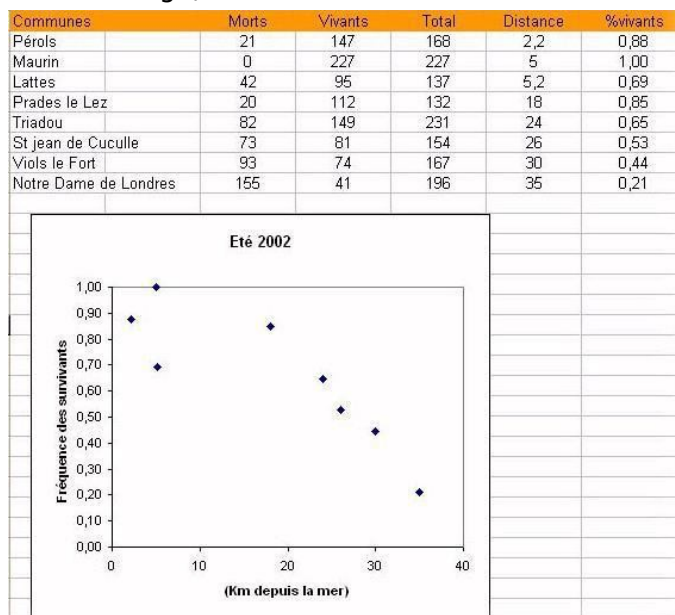 Communes Morts Vivants Total Distance %vivants
Pérols 21 147 168 2,2 0,88
Maurin 0 227 227 5 1,00
Lattes 42 95 137 5,2 0,69
Prades le Lez 20 112 132 18 0,85
Triadou 82 149 231 24 0,65
St jean de Cuculle 73 81 154 26 0,53
Viols le Fort 93 74 167 30 0,44
Notre Dame de Londres 155 41 196 35 0,21
Eté 2002
Fréquence des survivants
1,00
0,90
0,80
0,70
0,60
0,50
0,40
0,30
0,20
0,10
0,00
0 10 20 30 40
(Km depuis la mer)